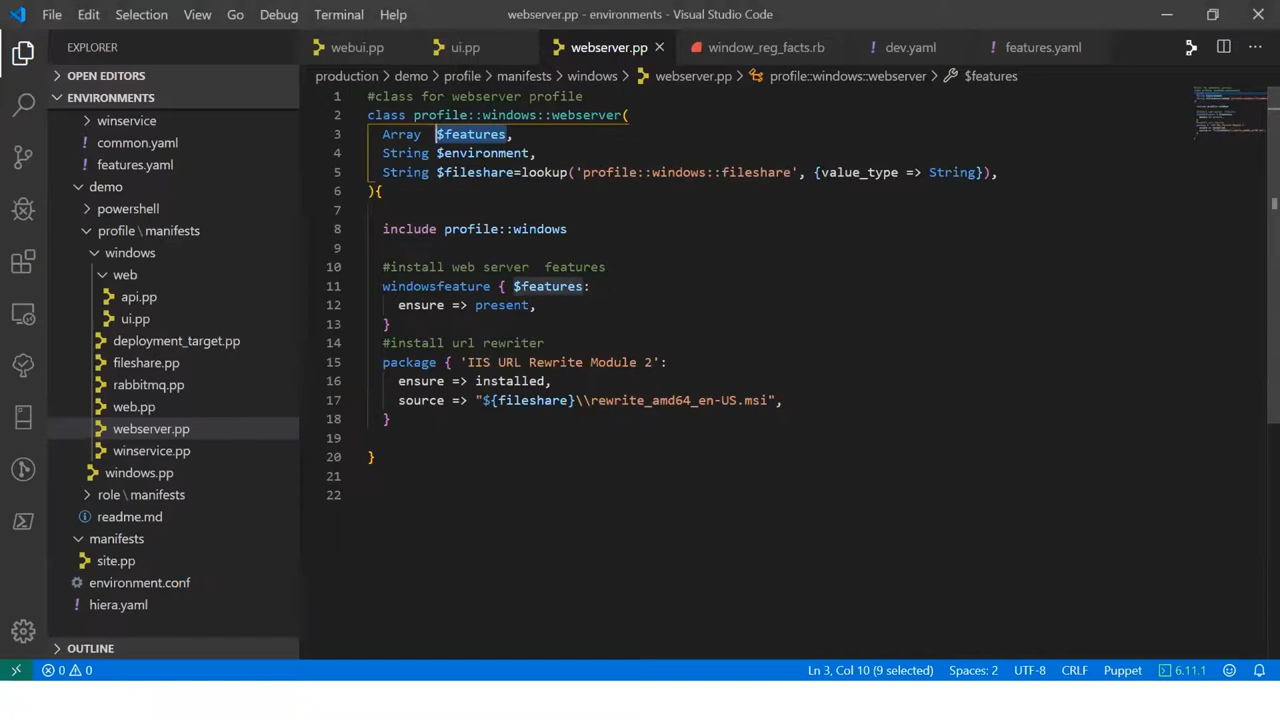 File Edit Selection View Go Debug Terminal Help
webserver.pp - environments - Visual Studio Code
EXPLORER
OPEN EDITORS
ENVIRONMENTS
winservice
common.yaml
features.yaml
demo
powershell
profile \ manifests
windows
web
api.pp
ui.pp
deployment_target.pp
fileshare.pp
rabbitmq.pp
web.pp
webserver.pp
winservice.pp
windows.pp
role \ manifests
readme.md
manifests
site.pp
environment.conf
hiera.yaml
OUTLINE
webui.pp ui.pp webserver.pp window_reg_facts.rb dev.yaml features.yaml
production > demo > profile > manifests > windows > webserver.pp > profile::windows::webserver > $features
1 #class for webserver profile
2 class profile::windows::webserver(
3 Array $features,
4 String $environment,
5 String $fileshare=lookup('profile::windows::fileshare', {value_type => String}),
6 ){
7
8 include profile::windows
9
10 #install web server features
11 windowsfeature { $features:
12 ensure => present,
13 }
14 #install url rewriter
15 package { 'IIS URL Rewrite Module 2':
16 ensure => installed,
17 source => "${fileshare}\\rewrite_amd64_en-US.msi",
18 }
19
20 }
21
22
0 0 Ln 3, Col 10 (9 selected) Spaces: 2 UTF-8 CRLF Puppet 6.11.1